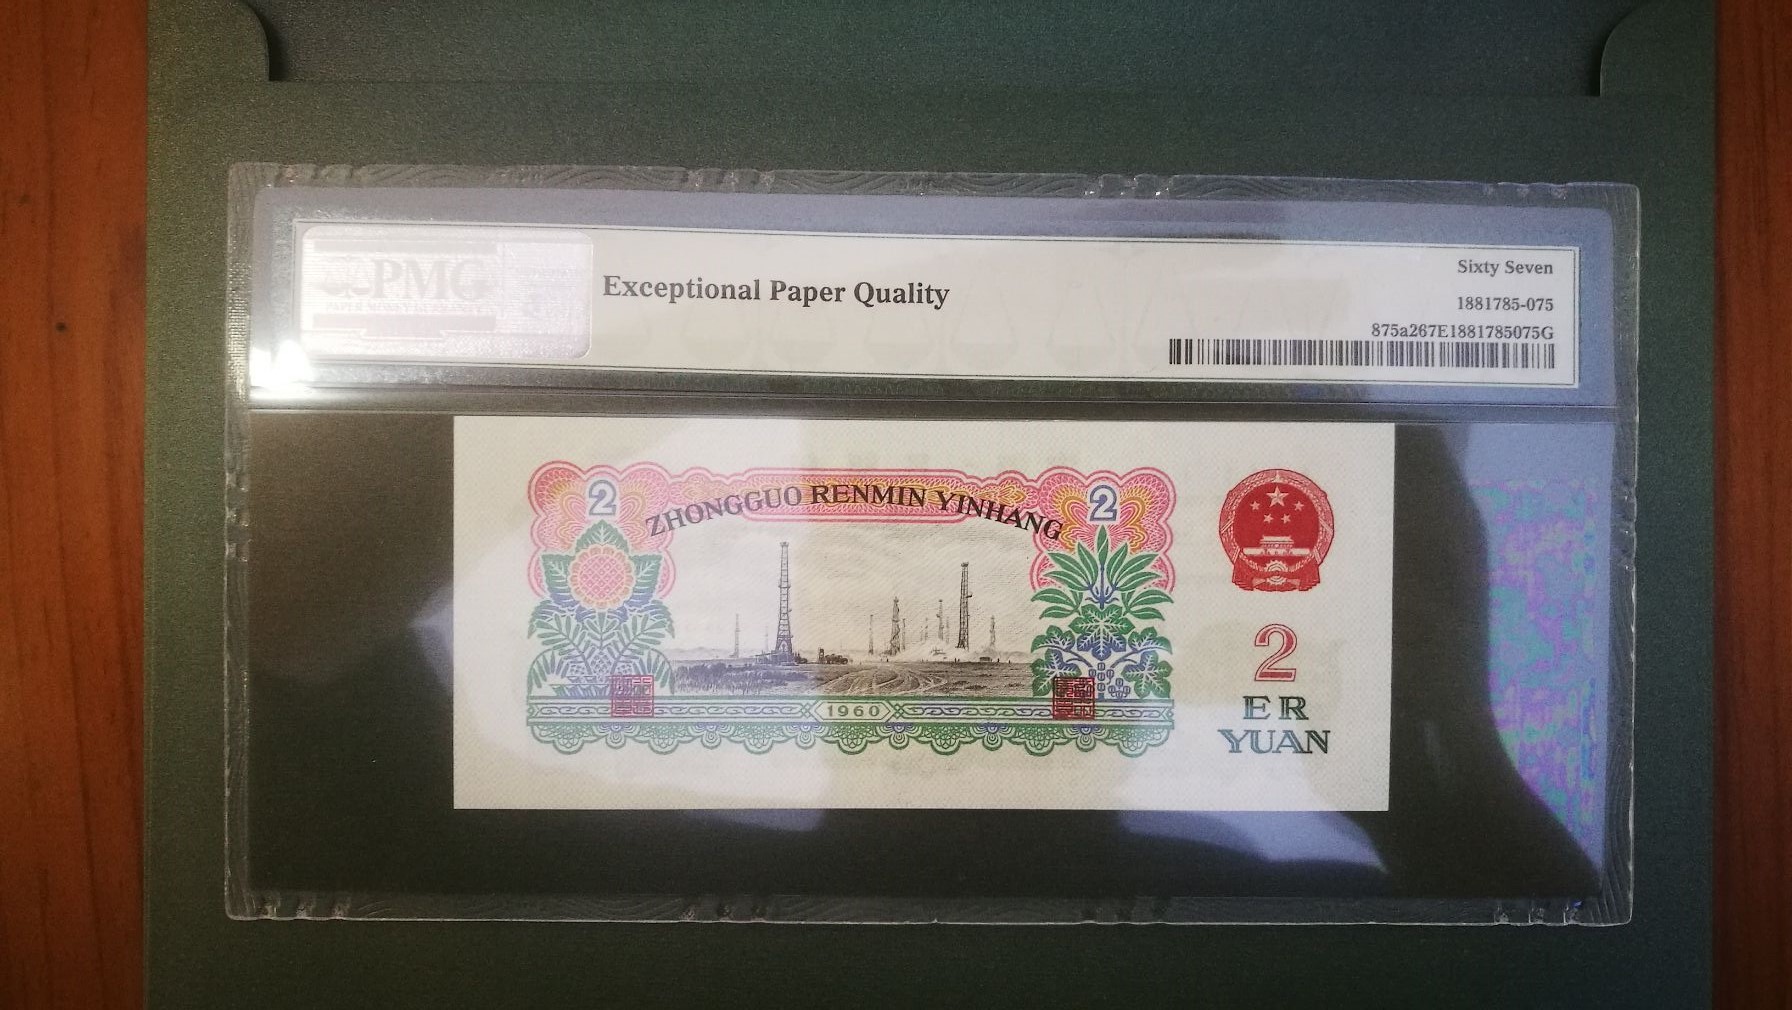 PMG
Exceptional Paper Quality
Sixty Seven
1881785-075
875a267E1881785075G
2
2
ZHONGGUO RENMIN YINHANG
1960
2
ER
YUAN